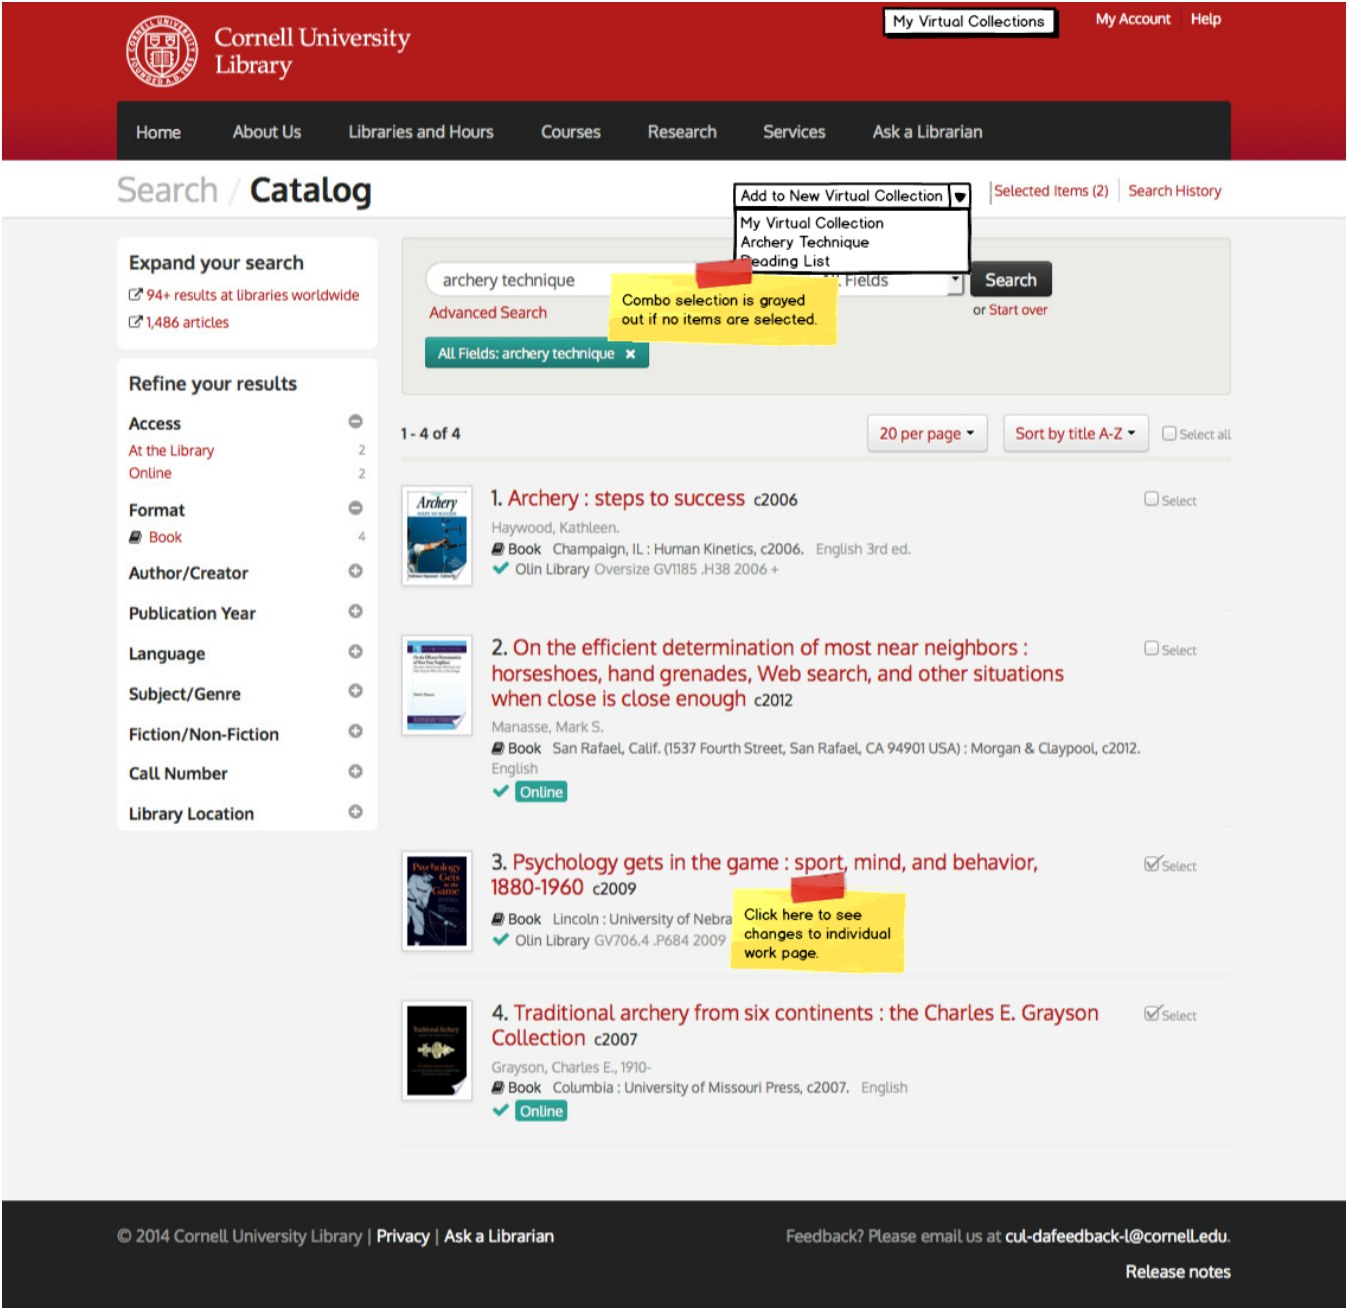 My Virtual Collections
My Account Help
Cornell University
Library
Home About Us Libraries and Hours Courses Research Services Ask a Librarian
Search / Catalog
Add to New Virtual Collection
My Virtual Collection
Archery Technique
Reading List
Selected Items (2) Search History
Expand your search
94+ results at libraries worldwide
1,486 articles
archery technique
Fields
Search
Advanced Search
or Start over
Combo selection is grayed
out if no items are selected.
All Fields: archery technique ×
Refine your results
Access
At the Library 2
Online 2
Format
Book 4
Author/Creator
Publication Year
Language
Subject/Genre
Fiction/Non-Fiction
Call Number
Library Location
1 - 4 of 4
20 per page
Sort by title A-Z
Select all
Archery
1. Archery : steps to success c2006
Select
Haywood, Kathleen.
Book Champaign, IL : Human Kinetics, c2006. English 3rd ed.
Olin Library Oversize GV1185 .H38 2006 +
2. On the efficient determination of most near neighbors :
horseshoes, hand grenades, Web search, and other situations
when close is close enough c2012
Select
Manasse, Mark S.
Book San Rafael, Calif. (1537 Fourth Street, San Rafael, CA 94901 USA) : Morgan & Claypool, c2012.
English
Online
Psychology
Gets
in the
Game
3. Psychology gets in the game : sport, mind, and behavior,
1880-1960 c2009
Select
Book Lincoln : University of Nebra
Olin Library GV706.4 .P684 2009
Click here to see
changes to individual
work page.
Traditional Archery
4. Traditional archery from six continents : the Charles E. Grayson
Collection c2007
Select
Grayson, Charles E., 1910-
Book Columbia : University of Missouri Press, c2007. English
Online
© 2014 Cornell University Library | Privacy | Ask a Librarian
Feedback? Please email us at cul-dafeedback-l@cornell.edu.
Release notes